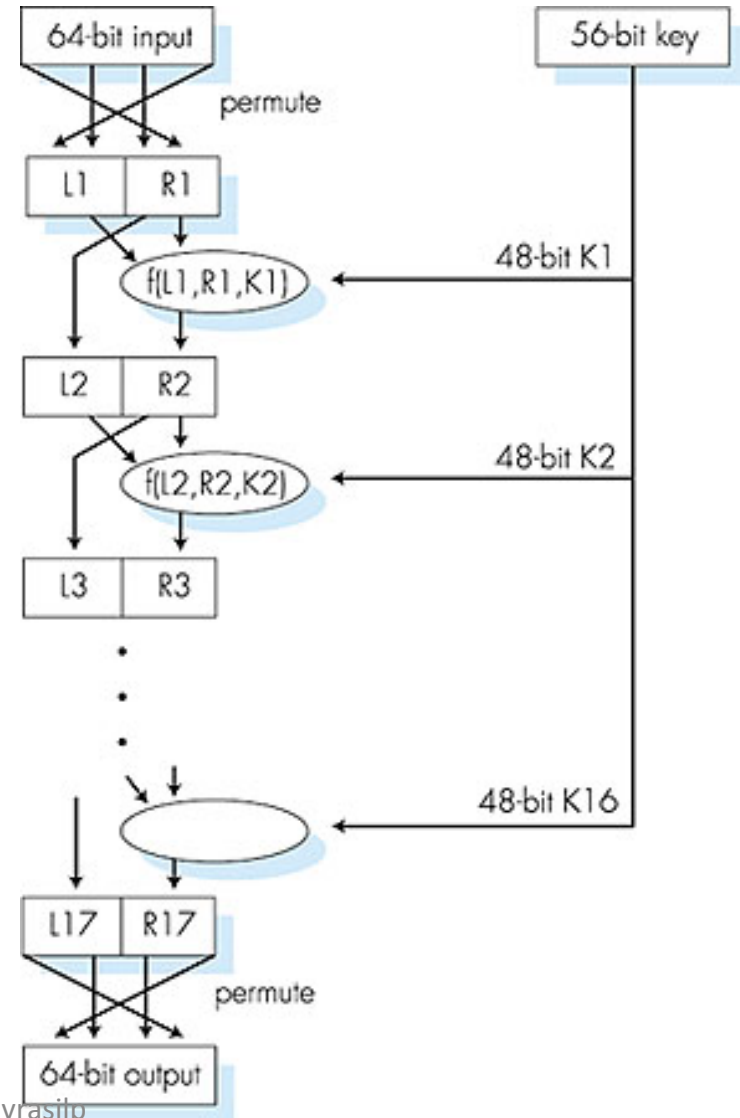 64-bit input
56-bit key
permute
L1 R1
48-bit K1
f(L1,R1,K1)
L2 R2
48-bit K2
f(L2,R2,K2)
L3 R3
48-bit K16
L17 R17
permute
64-bit output